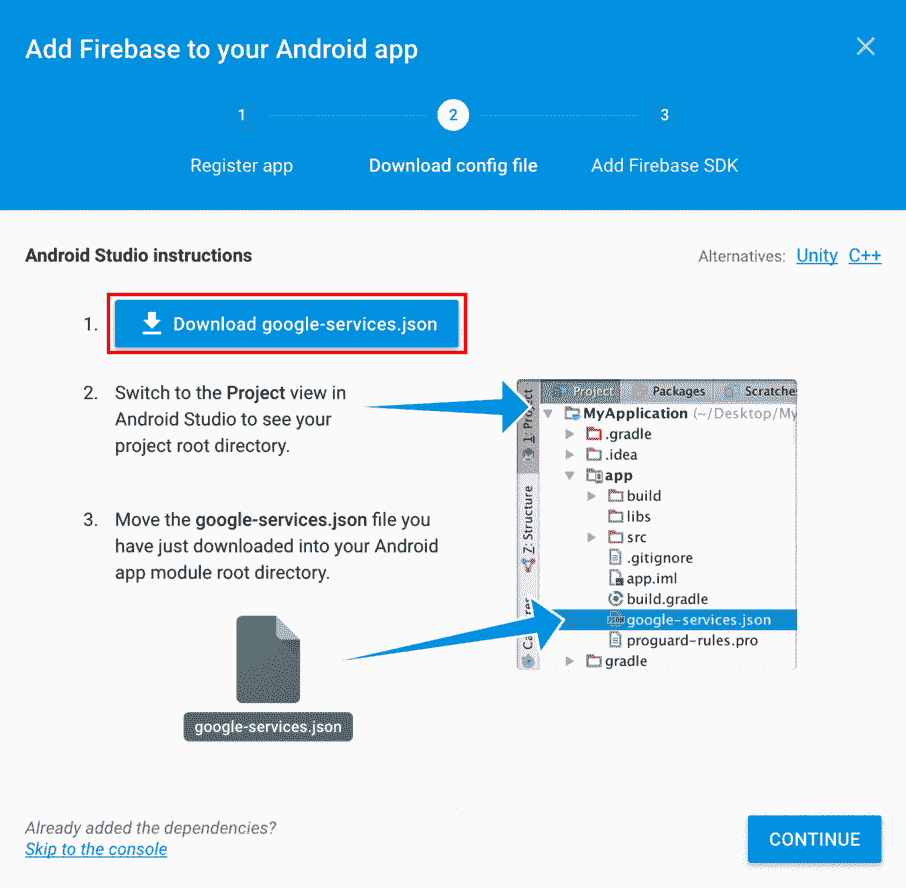 Add Firebase to your Android app
1
2
3
Register app
Download config file
Add Firebase SDK
Android Studio instructions
Alternatives: Unity C++
1. Download google-services.json
2. Switch to the Project view in
Android Studio to see your
project root directory.
3. Move the google-services.json file you
have just downloaded into your Android
app module root directory.
google-services.json
Project Packages Scratche
1: Project
Z: Structure
MyApplication (~/Desktop/My
.gradle
.idea
app
build
libs
src
.gitignore
app.iml
build.gradle
google-services.json
proguard-rules.pro
gradle
Already added the dependencies?
Skip to the console
CONTINUE